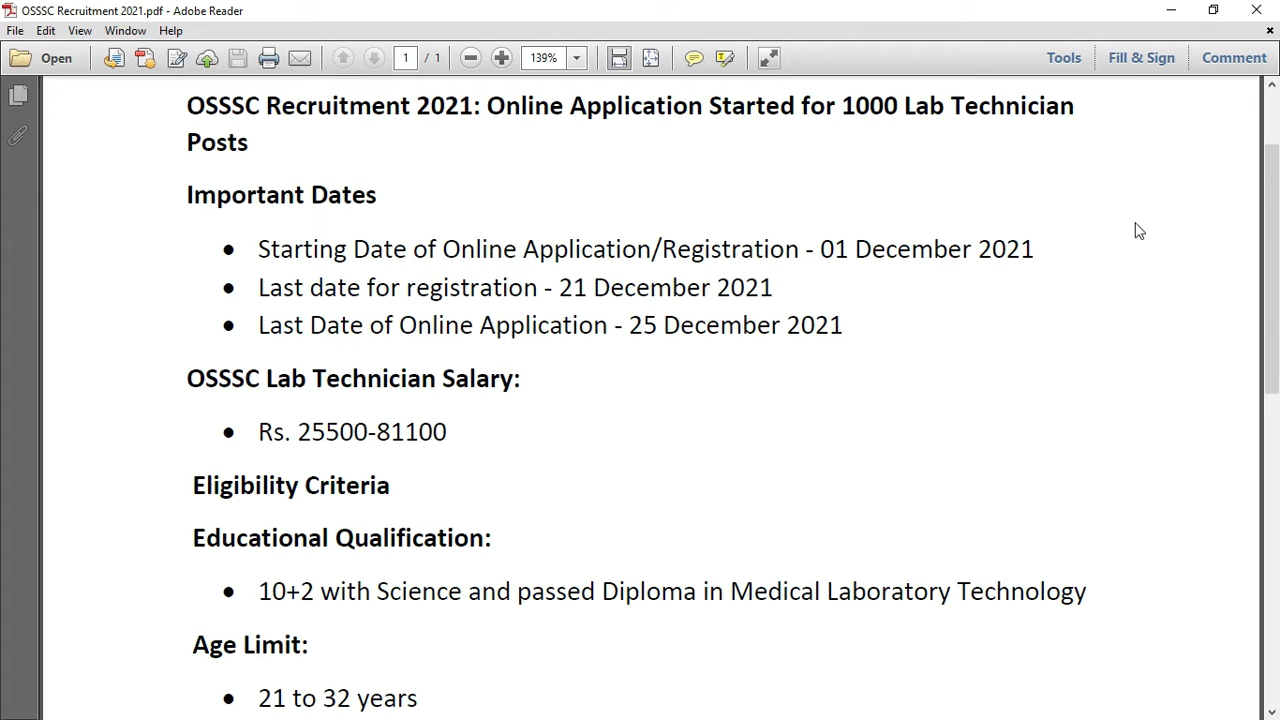 OSSSC Recruitment 2021.pdf - Adobe Reader
File Edit View Window Help
Open 1 / 1 139% Tools Fill & Sign Comment
OSSSC Recruitment 2021: Online Application Started for 1000 Lab Technician
Posts
Important Dates
• Starting Date of Online Application/Registration - 01 December 2021
• Last date for registration - 21 December 2021
• Last Date of Online Application - 25 December 2021
OSSSC Lab Technician Salary:
• Rs. 25500-81100
Eligibility Criteria
Educational Qualification:
• 10+2 with Science and passed Diploma in Medical Laboratory Technology
Age Limit:
• 21 to 32 years